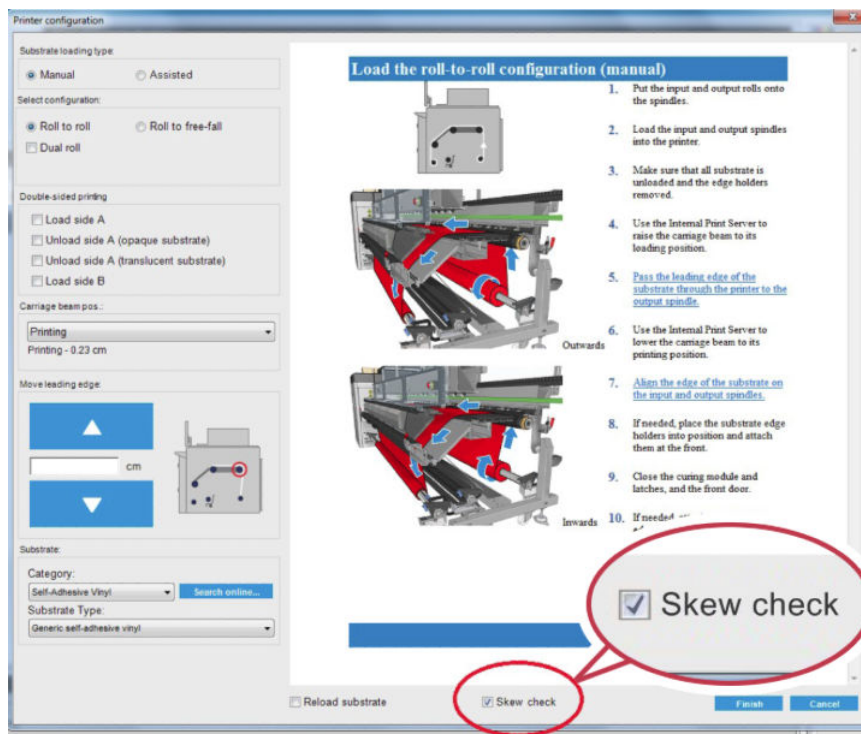 Printer configuration
Substrate loading type:
Manual
Assisted
Select configuration:
Roll to roll
Roll to free-fall
Dual roll
Double-sided printing
Load side A
Unload side A (opaque substrate)
Unload side A (translucent substrate)
Load side B
Carriage beam pos.:
Printing
Printing - 0.23 cm
Move leading edge:
cm
Substrate:
Category:
Self-Adhesive Vinyl
Search online...
Substrate Type:
Generic self-adhesive vinyl
Load the roll-to-roll configuration (manual)
1. Put the input and output rolls onto
the spindles.
2. Load the input and output spindles
into the printer.
3. Make sure that all substrate is
unloaded and the edge holders
removed.
4. Use the Internal Print Server to
raise the carriage beam to its
loading position.
5. Pass the leading edge of the
substrate through the printer to the
output spindle.
Outwards
6. Use the Internal Print Server to
lower the carriage beam to its
printing position.
7. Align the edge of the substrate on
the input and output spindles.
8. If needed, place the substrate edge
holders into position and attach
them at the front.
9. Close the curing module and
latches, and the front door.
Inwards
10. If needed,
Skew check
Reload substrate
Skew check
Finish
Cancel